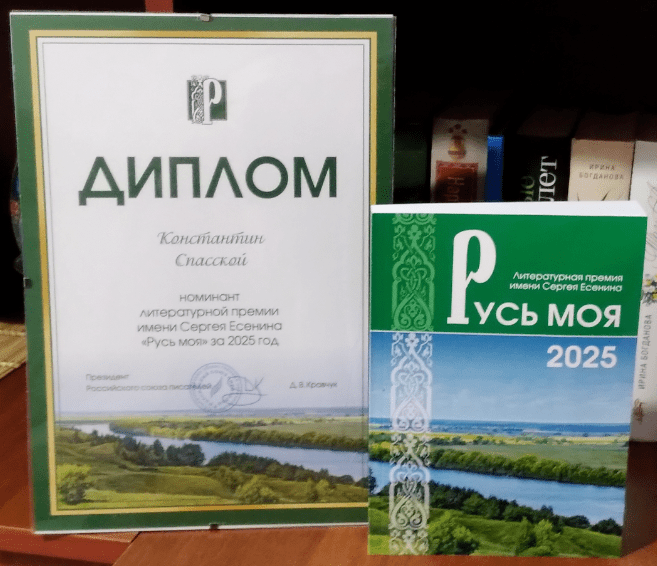 ДИПЛОМ
Константин
Спасской
номинант
литературной премии
имени Сергея Есенина
«Русь моя» за 2025 год
Президент
Российского союза писателей
Д. В. Кравчук
Литературная премия
имени Сергея Есенина
РУСЬ МОЯ
2025
ИРИНА
БОГДАНОВА
ИРИНА БОГДАНОВА